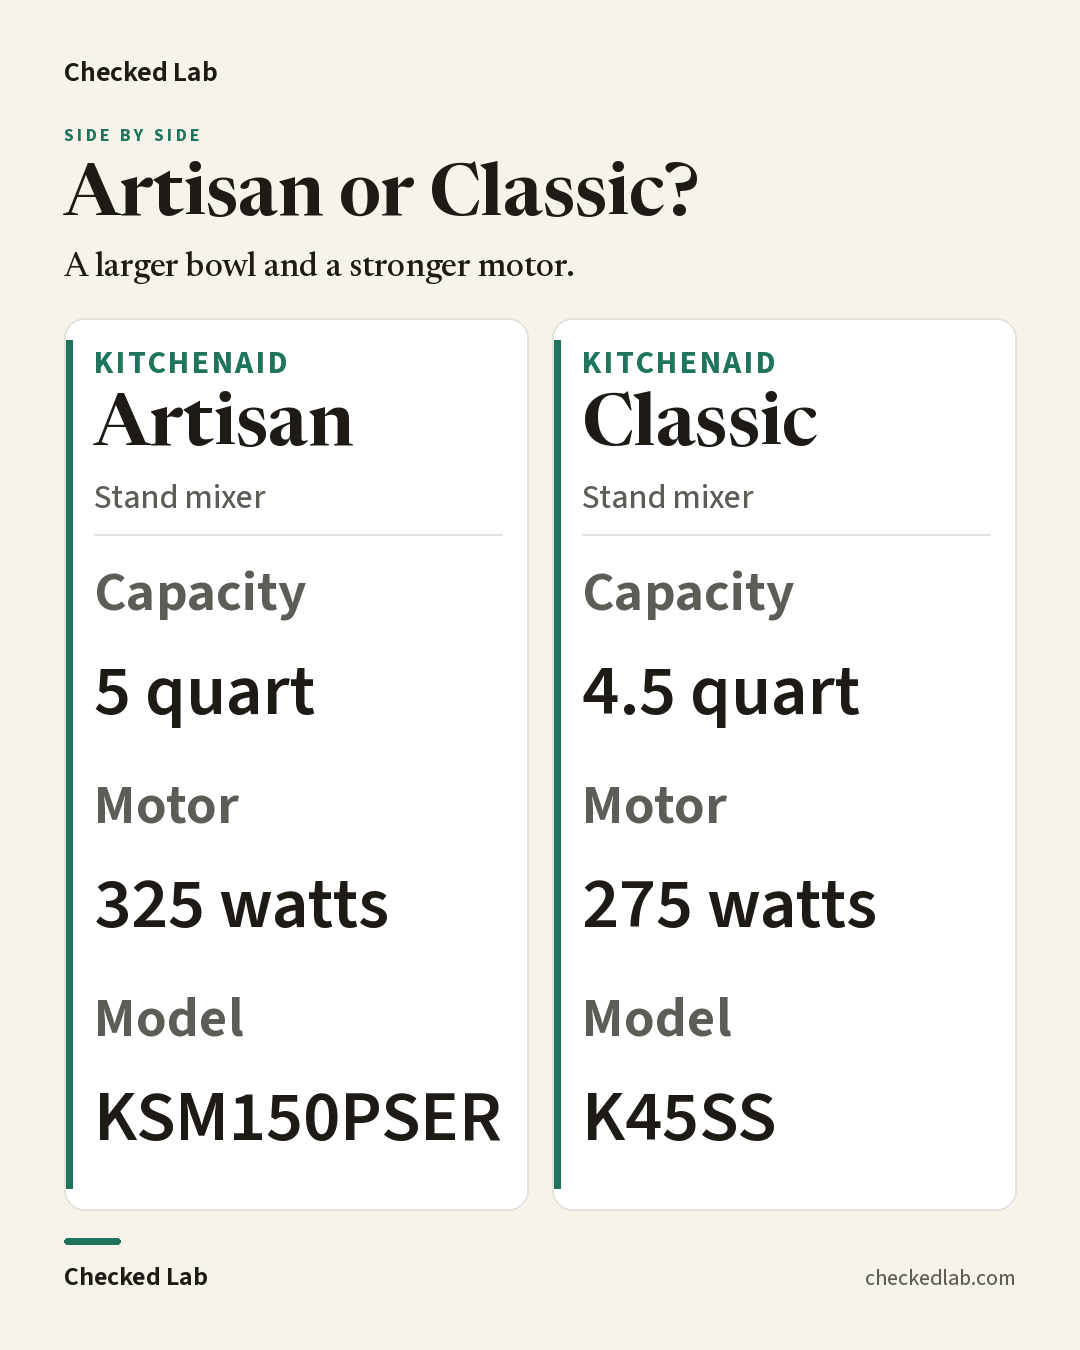 Checked Lab
SIDE BY SIDE
Artisan or Classic?
A larger bowl and a stronger motor.
KITCHENAID
Artisan
Stand mixer
Capacity
5 quart
Motor
325 watts
Model
KSM150PSER
KITCHENAID
Classic
Stand mixer
Capacity
4.5 quart
Motor
275 watts
Model
K45SS
Checked Lab
checkedlab.com